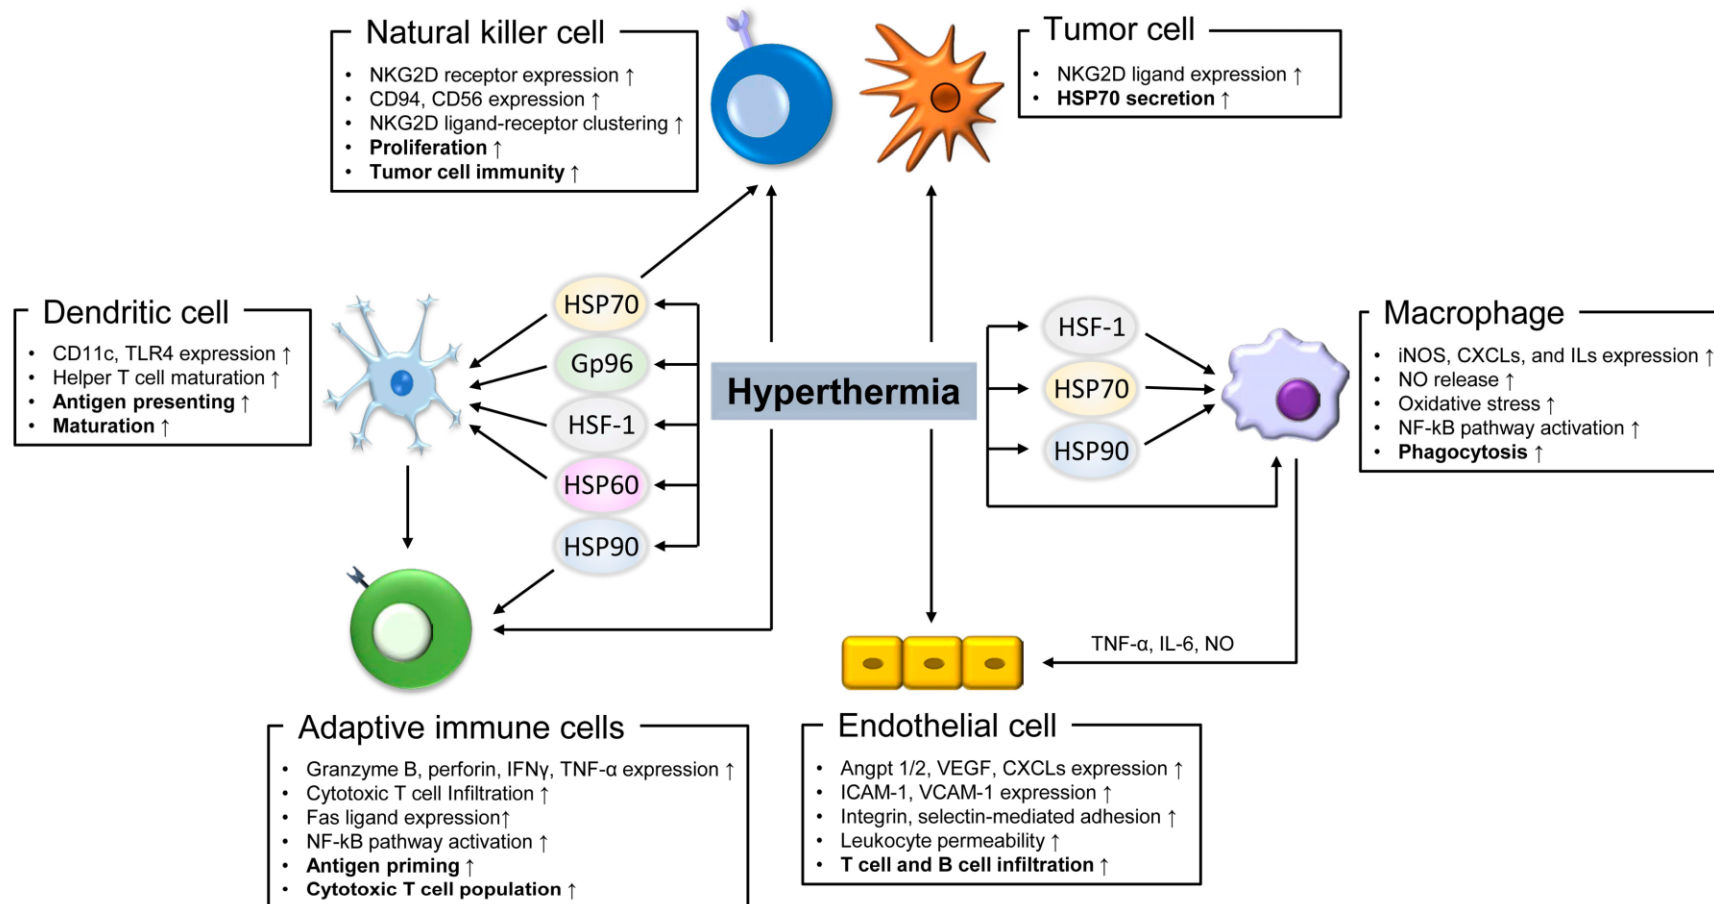 Natural killer cell
• NKG2D receptor expression ↑
• CD94, CD56 expression ↑
• NKG2D ligand-receptor clustering ↑
• Proliferation ↑
• Tumor cell immunity ↑
Tumor cell
• NKG2D ligand expression ↑
• HSP70 secretion ↑
Dendritic cell
• CD11c, TLR4 expression ↑
• Helper T cell maturation ↑
• Antigen presenting ↑
• Maturation ↑
HSP70
Gp96
HSF-1
HSP60
HSP90
Hyperthermia
HSF-1
HSP70
HSP90
Macrophage
• iNOS, CXCLs, and ILs expression ↑
• NO release ↑
• Oxidative stress ↑
• NF-kB pathway activation ↑
• Phagocytosis ↑
TNF-α, IL-6, NO
Adaptive immune cells
• Granzyme B, perforin, IFNγ, TNF-α expression ↑
• Cytotoxic T cell Infiltration ↑
• Fas ligand expression↑
• NF-kB pathway activation ↑
• Antigen priming ↑
• Cytotoxic T cell population ↑
Endothelial cell
• Angpt 1/2, VEGF, CXCLs expression ↑
• ICAM-1, VCAM-1 expression ↑
• Integrin, selectin-mediated adhesion ↑
• Leukocyte permeability ↑
• T cell and B cell infiltration ↑